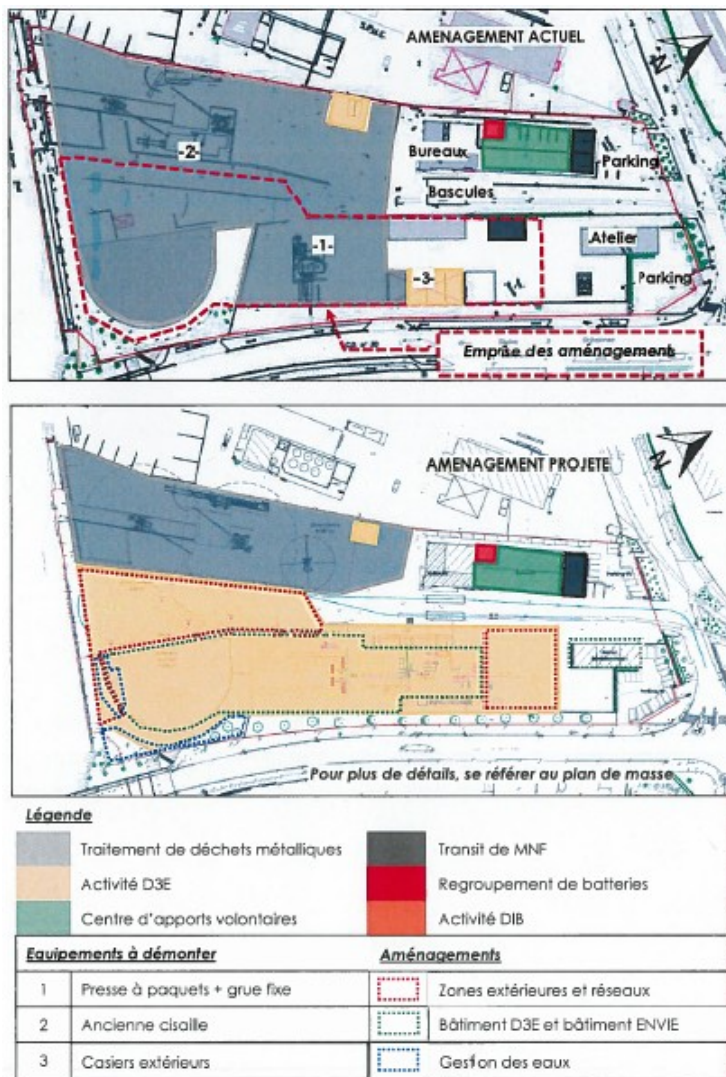 AMENAGEMENT ACTUEL
N
-2-
Bureaux
Parking
Bascules
-1-
Atelier
-3-
Parking
Emprise des aménagements
AMENAGEMENT PROJETE
N
Pour plus de détails, se référer au plan de masse
Légende
Traitement de déchets métalliques
Transit de MNF
Activité D3E
Regroupement de batteries
Centre d'apports volontaires
Activité DIB
Equipements à démonter
Aménagements
1 Presse à paquets + grue fixe
Zones extérieures et réseaux
2 Ancienne cisaille
Bâtiment D3E et bâtiment ENVIE
3 Casiers extérieurs
Gestion des eaux